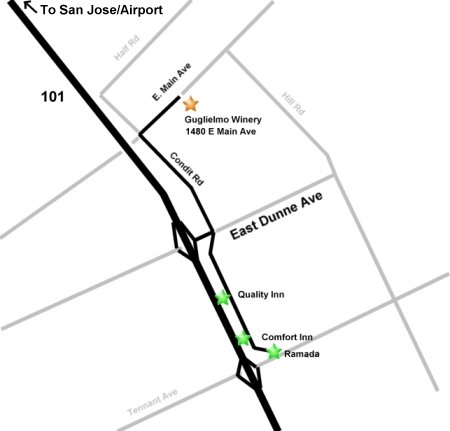 To San Jose/Airport
Half Rd
E. Main Ave
101
Hill Rd
Guglielmo Winery
1480 E Main Ave
Condit Rd
East Dunne Ave
Quality Inn
Comfort Inn
Ramada
Tennant Ave